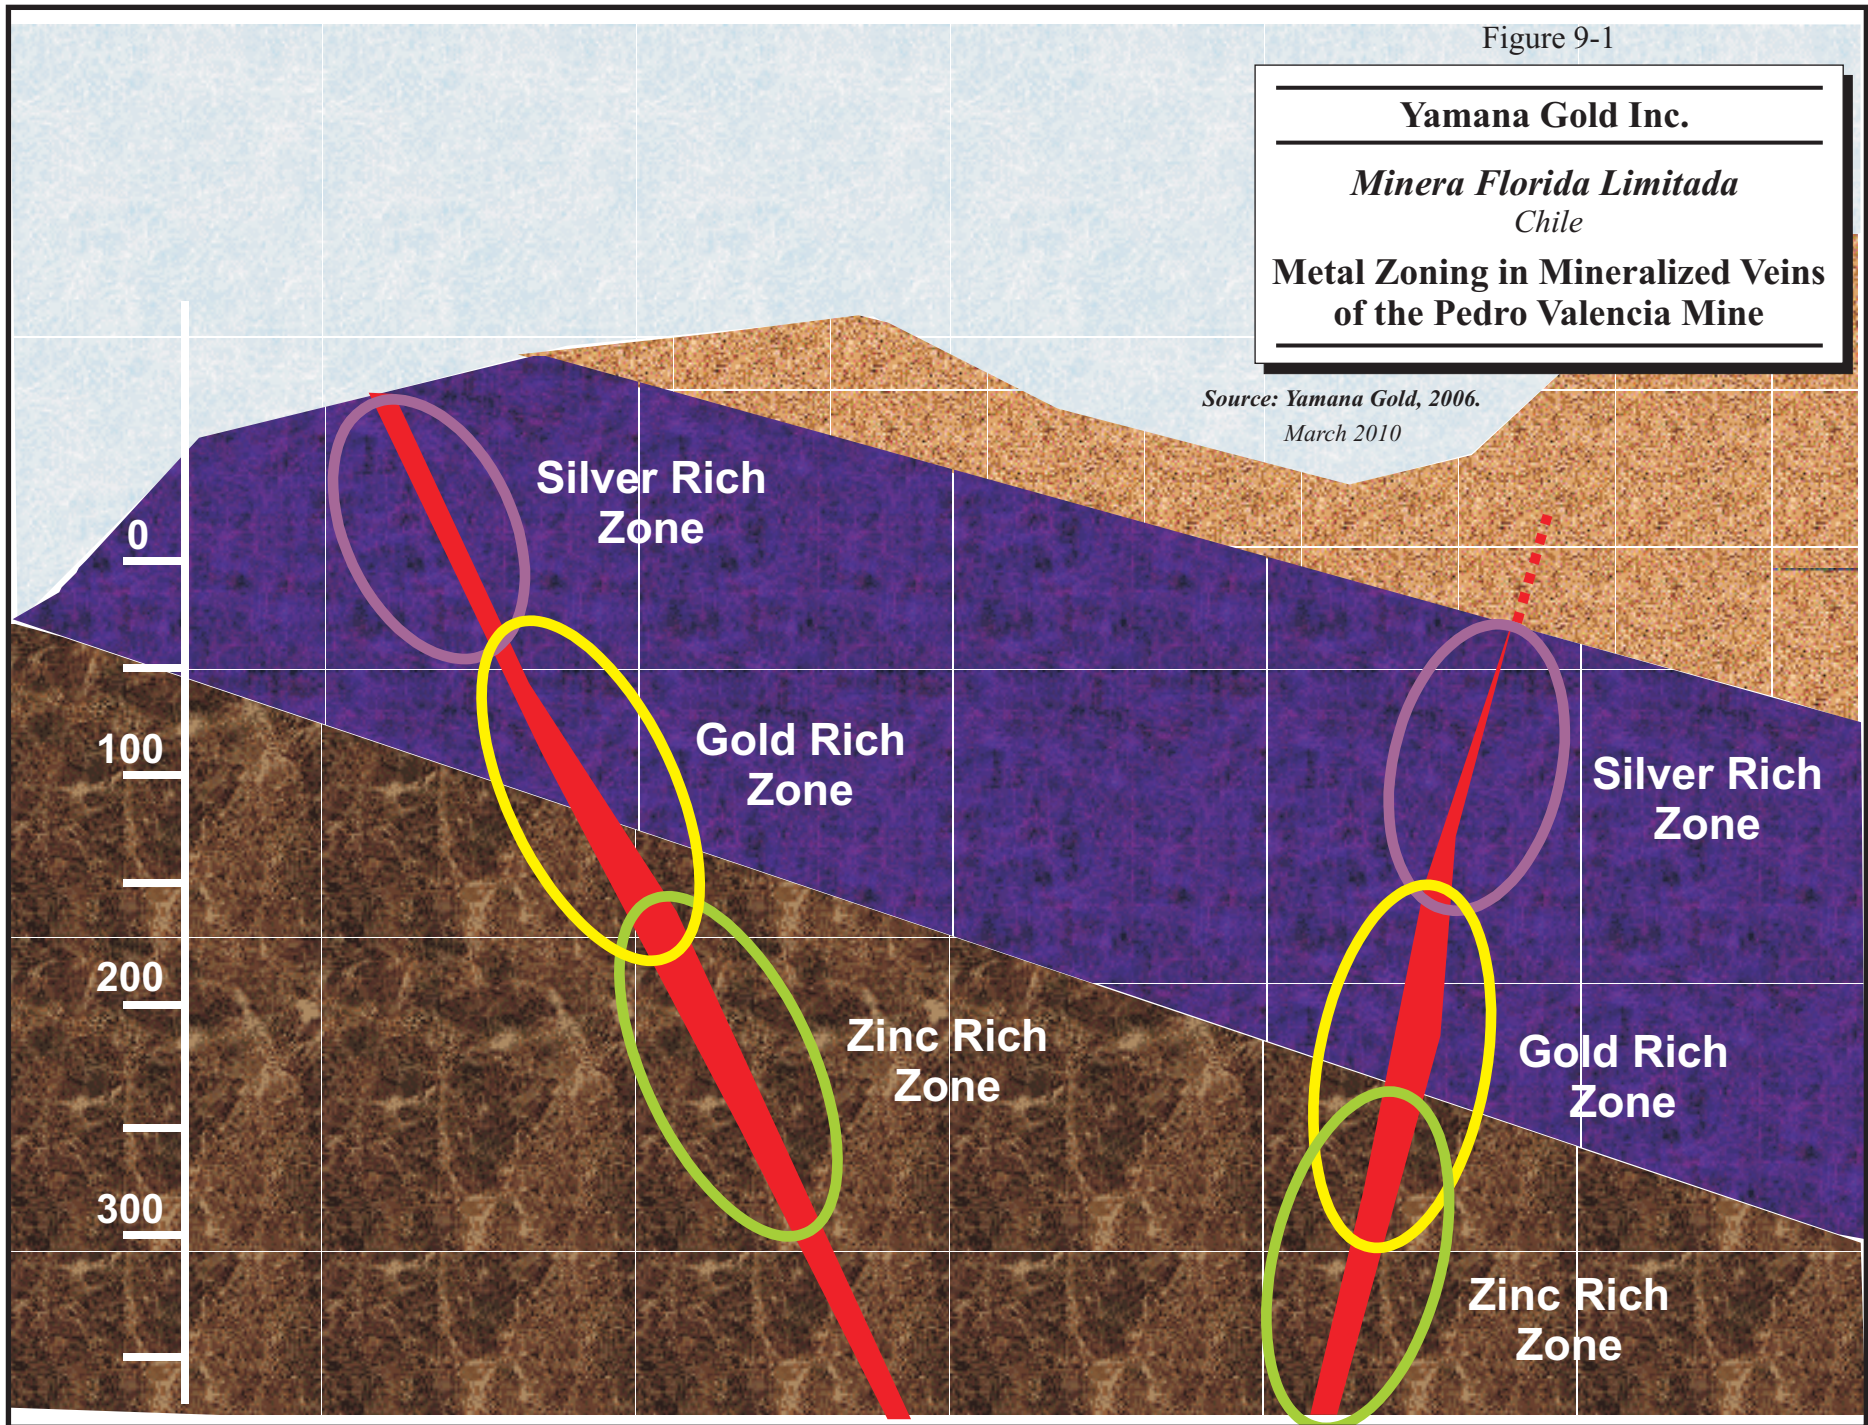 Figure 9-1
Yamana Gold Inc.
Minera Florida Limitada
Chile
Metal Zoning in Mineralized Veins
of the Pedro Valencia Mine
Source: Yamana Gold, 2006.
March 2010
Silver Rich
Zone
0
Gold Rich
Zone
100
Silver Rich
Zone
200
Zinc Rich
Zone
Gold Rich
Zone
300
Zinc Rich
Zone